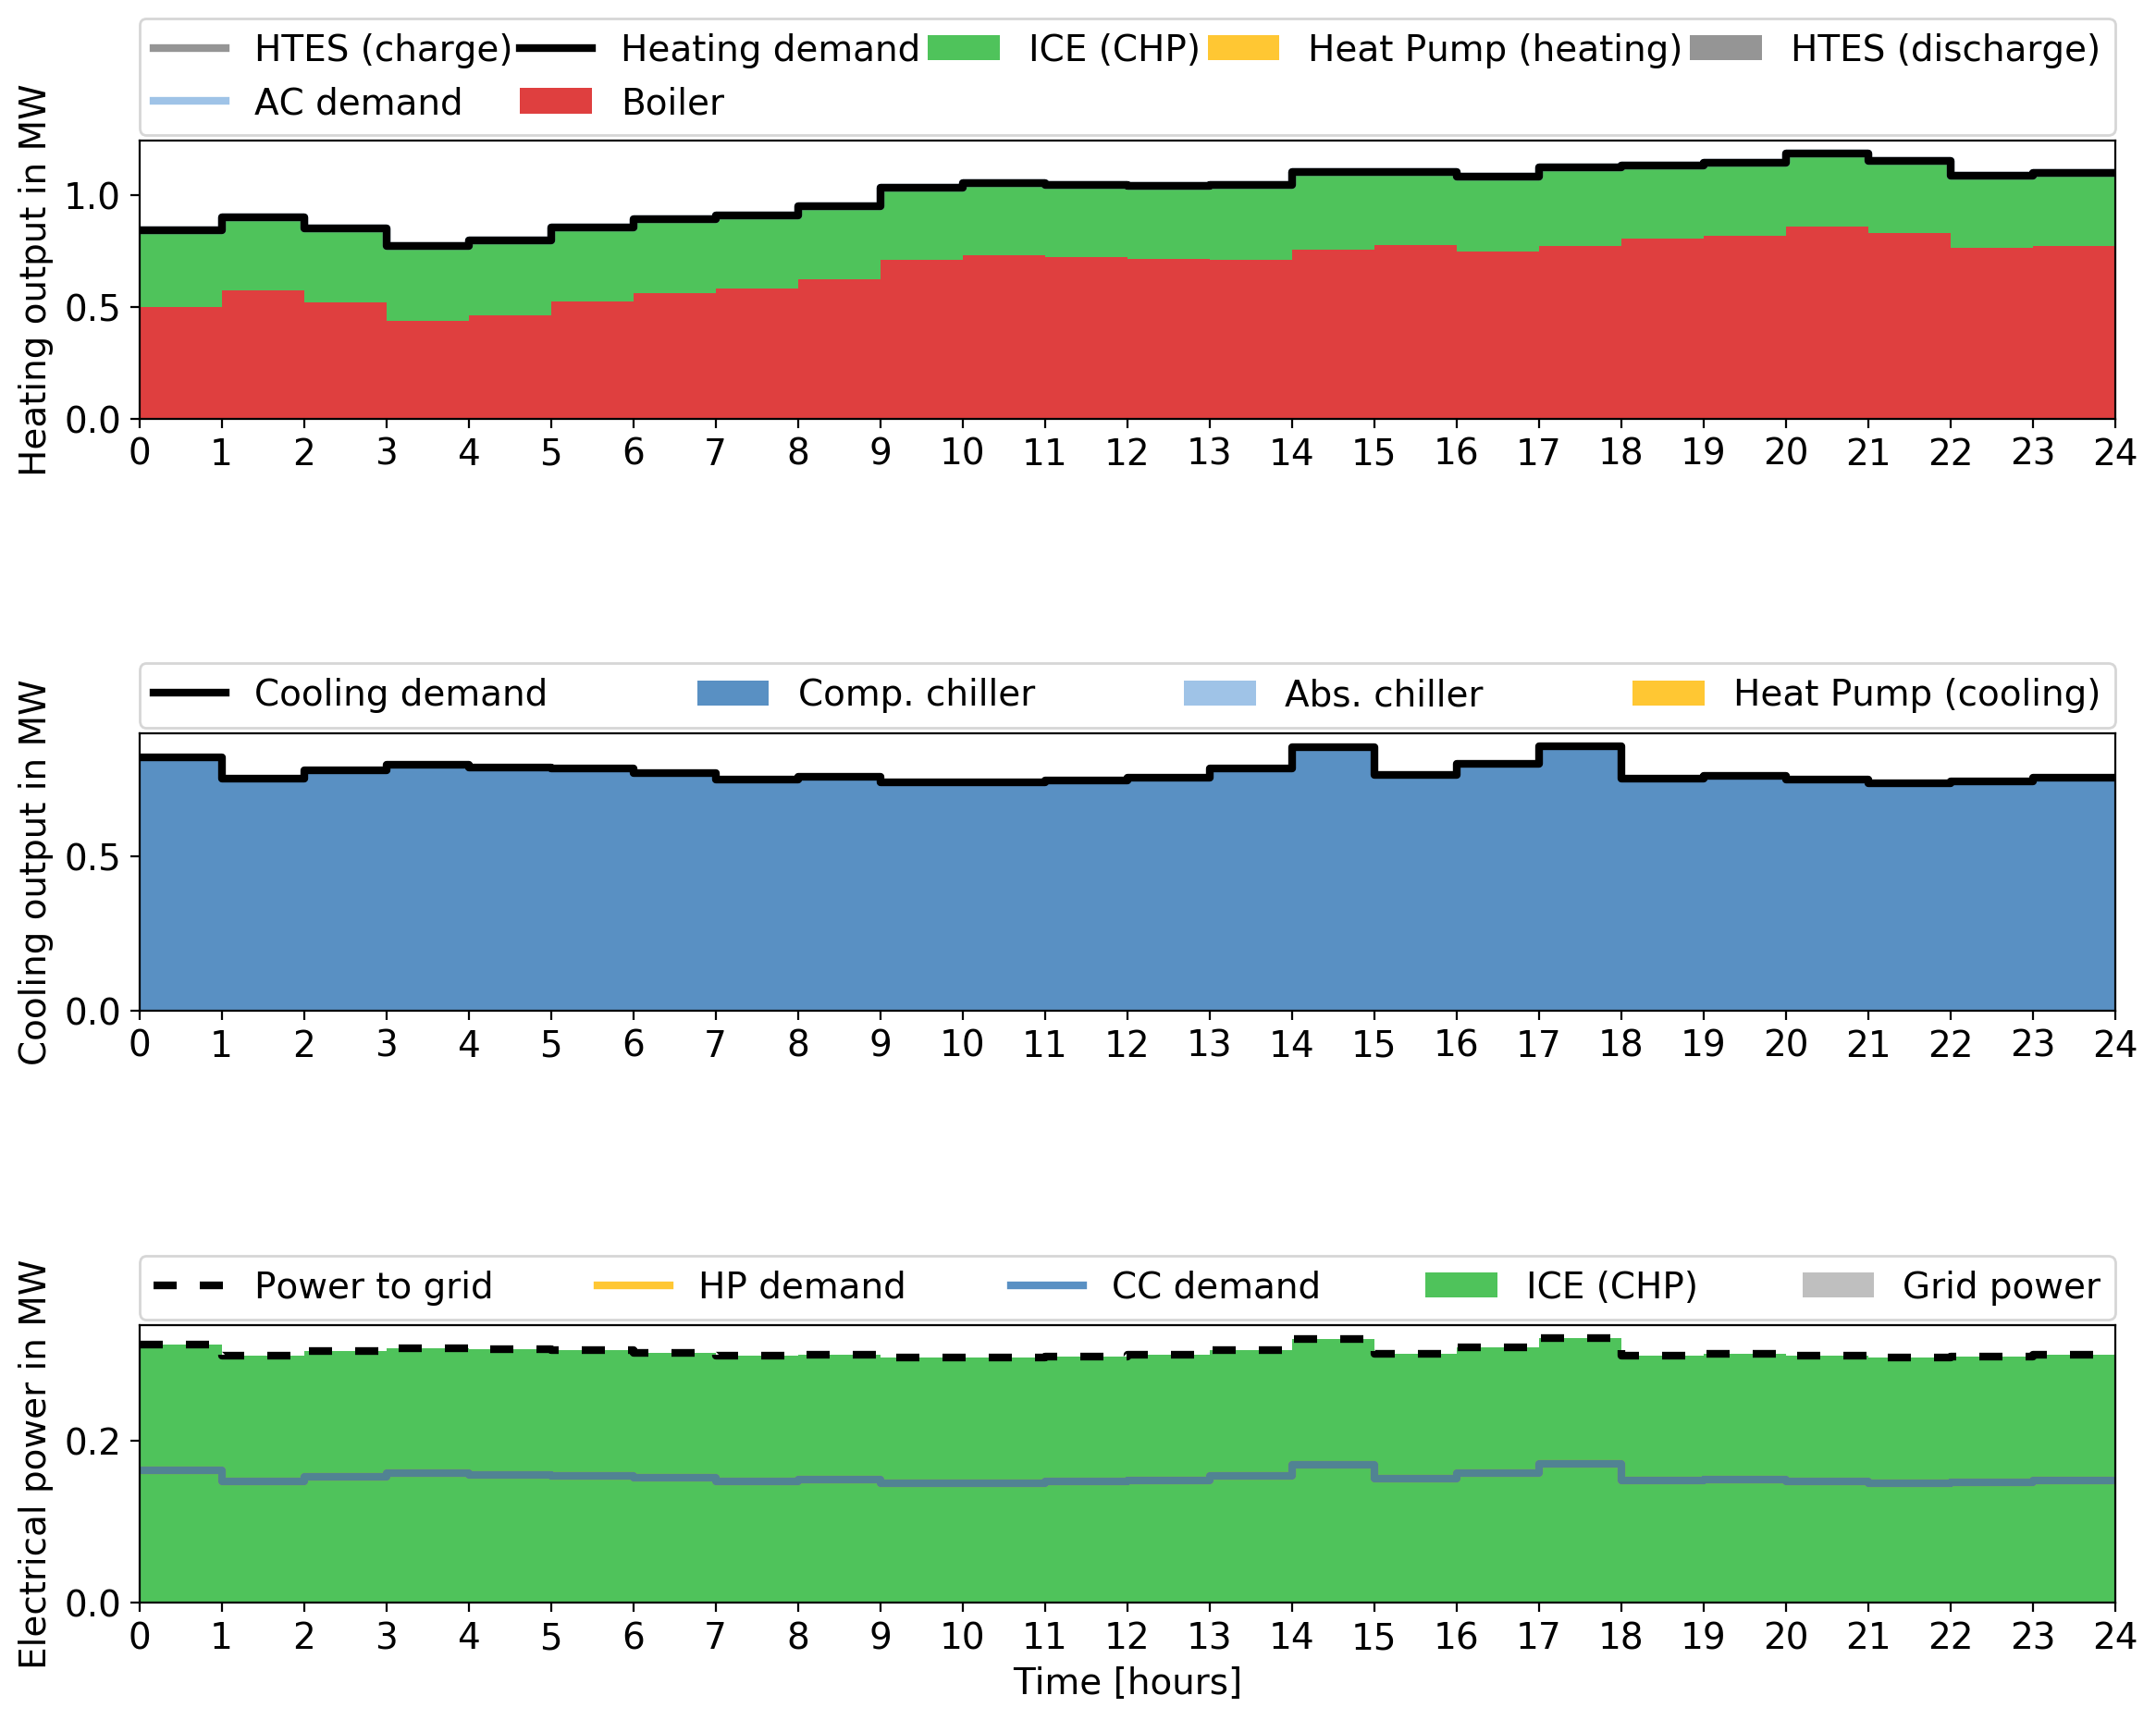 HTES (charge) Heating demand ICE (CHP) Heat Pump (heating) HTES (discharge)
AC demand Boiler
Heating output in MW
1.0
0.5
0.0
0 1 2 3 4 5 6 7 8 9 10 11 12 13 14 15 16 17 18 19 20 21 22 23 24
Cooling demand Comp. chiller Abs. chiller Heat Pump (cooling)
Cooling output in MW
0.5
0.0
0 1 2 3 4 5 6 7 8 9 10 11 12 13 14 15 16 17 18 19 20 21 22 23 24
Power to grid HP demand CC demand ICE (CHP) Grid power
Electrical power in MW
0.2
0.0
0 1 2 3 4 5 6 7 8 9 10 11 12 13 14 15 16 17 18 19 20 21 22 23 24
Time [hours]